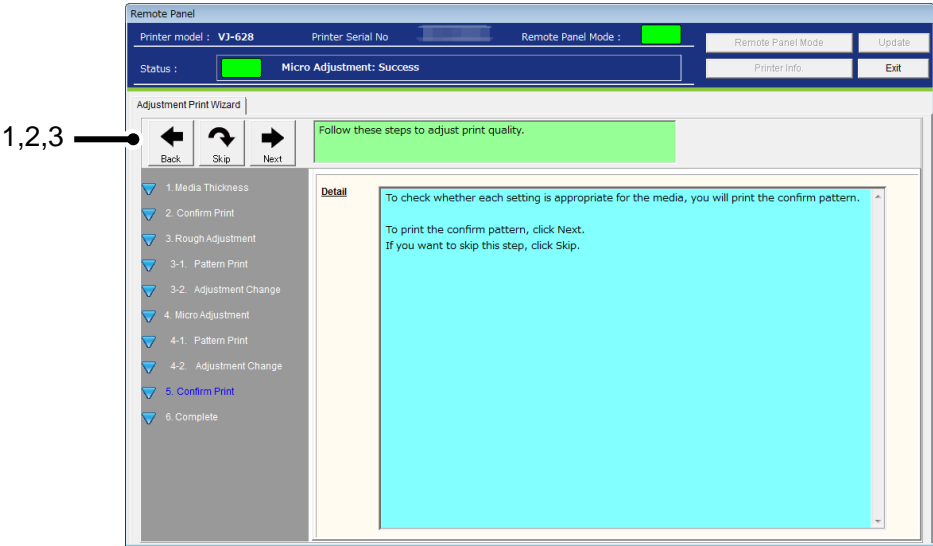 Remote Panel
Printer model : VJ-628 Printer Serial No Remote Panel Mode :
Remote Panel Mode Update
Status : Micro Adjustment: Success
Printer Info. Exit
Adjustment Print Wizard
1,2,3
Back Skip Next
Follow these steps to adjust print quality.
1. Media Thickness
2. Confirm Print
3. Rough Adjustment
3-1. Pattern Print
3-2. Adjustment Change
4. Micro Adjustment
4-1. Pattern Print
4-2. Adjustment Change
5. Confirm Print
6. Complete
Detail
To check whether each setting is appropriate for the media, you will print the confirm pattern.
To print the confirm pattern, click Next.
If you want to skip this step, click Skip.